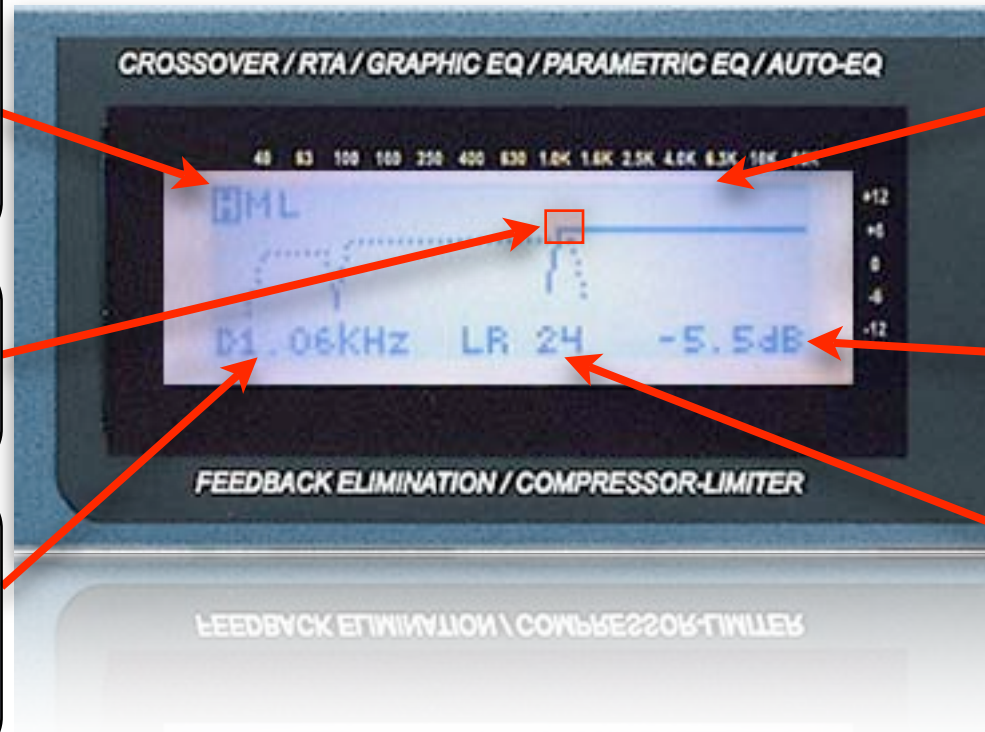 CROSSOVER / RTA / GRAPHIC EQ / PARAMETRIC EQ / AUTO-EQ
40 63 100 160 250 400 630 1.0K 1.6K 2.5K 4.0K 6.3K 10K
HML
+12
+6
0
-6
-12
D1.06kHz LR 24 -5.5dB
FEEDBACK ELIMINATION / COMPRESSOR-LIMITER
FEEDBACK ELIMINATION / COMPRESSOR-LIMITER